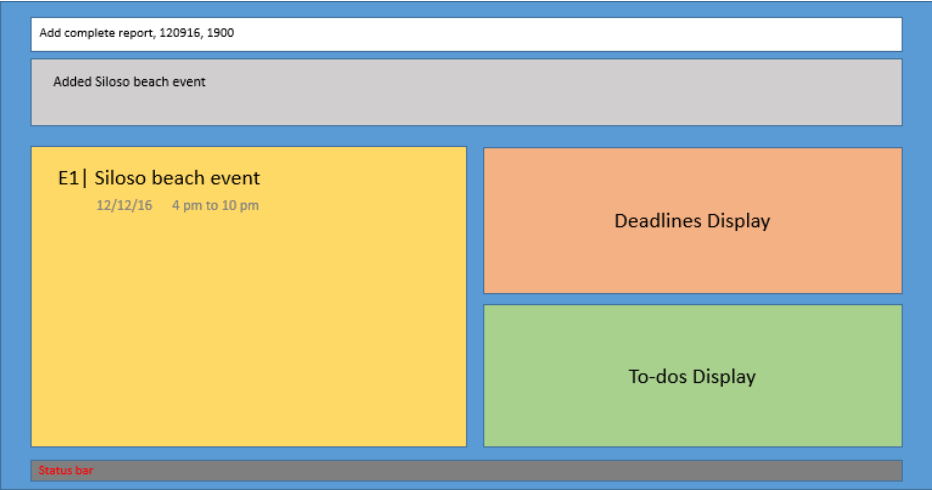 Add complete report, 120916, 1900
Added Siloso beach event
E1| Siloso beach event
12/12/16 4 pm to 10 pm
Deadlines Display
To-dos Display
Status bar